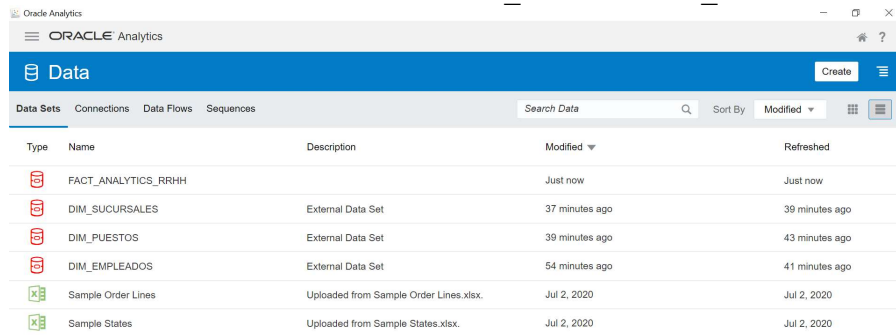 Oracle Analytics
ORACLE Analytics
?
Data
Create
Data Sets Connections Data Flows Sequences Search Data Sort By Modified
Type Name Description Modified Refreshed
FACT_ANALYTICS_RRHH Just now Just now
DIM_SUCURSALES External Data Set 37 minutes ago 39 minutes ago
DIM_PUESTOS External Data Set 39 minutes ago 43 minutes ago
DIM_EMPLEADOS External Data Set 54 minutes ago 41 minutes ago
Sample Order Lines Uploaded from Sample Order Lines.xlsx. Jul 2, 2020 Jul 2, 2020
Sample States Uploaded from Sample States.xlsx. Jul 2, 2020 Jul 2, 2020